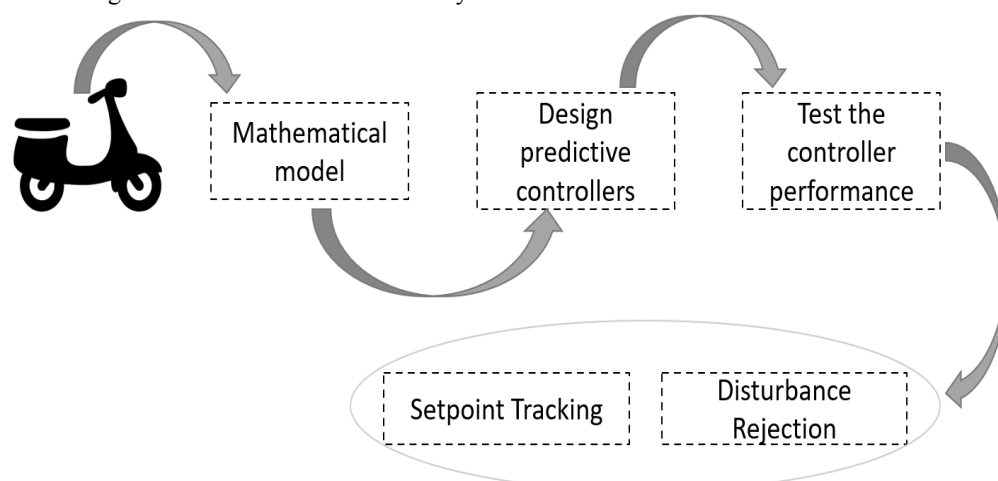 Mathematical
model
Design
predictive
controllers
Test the
controller
performance
Setpoint Tracking
Disturbance
Rejection